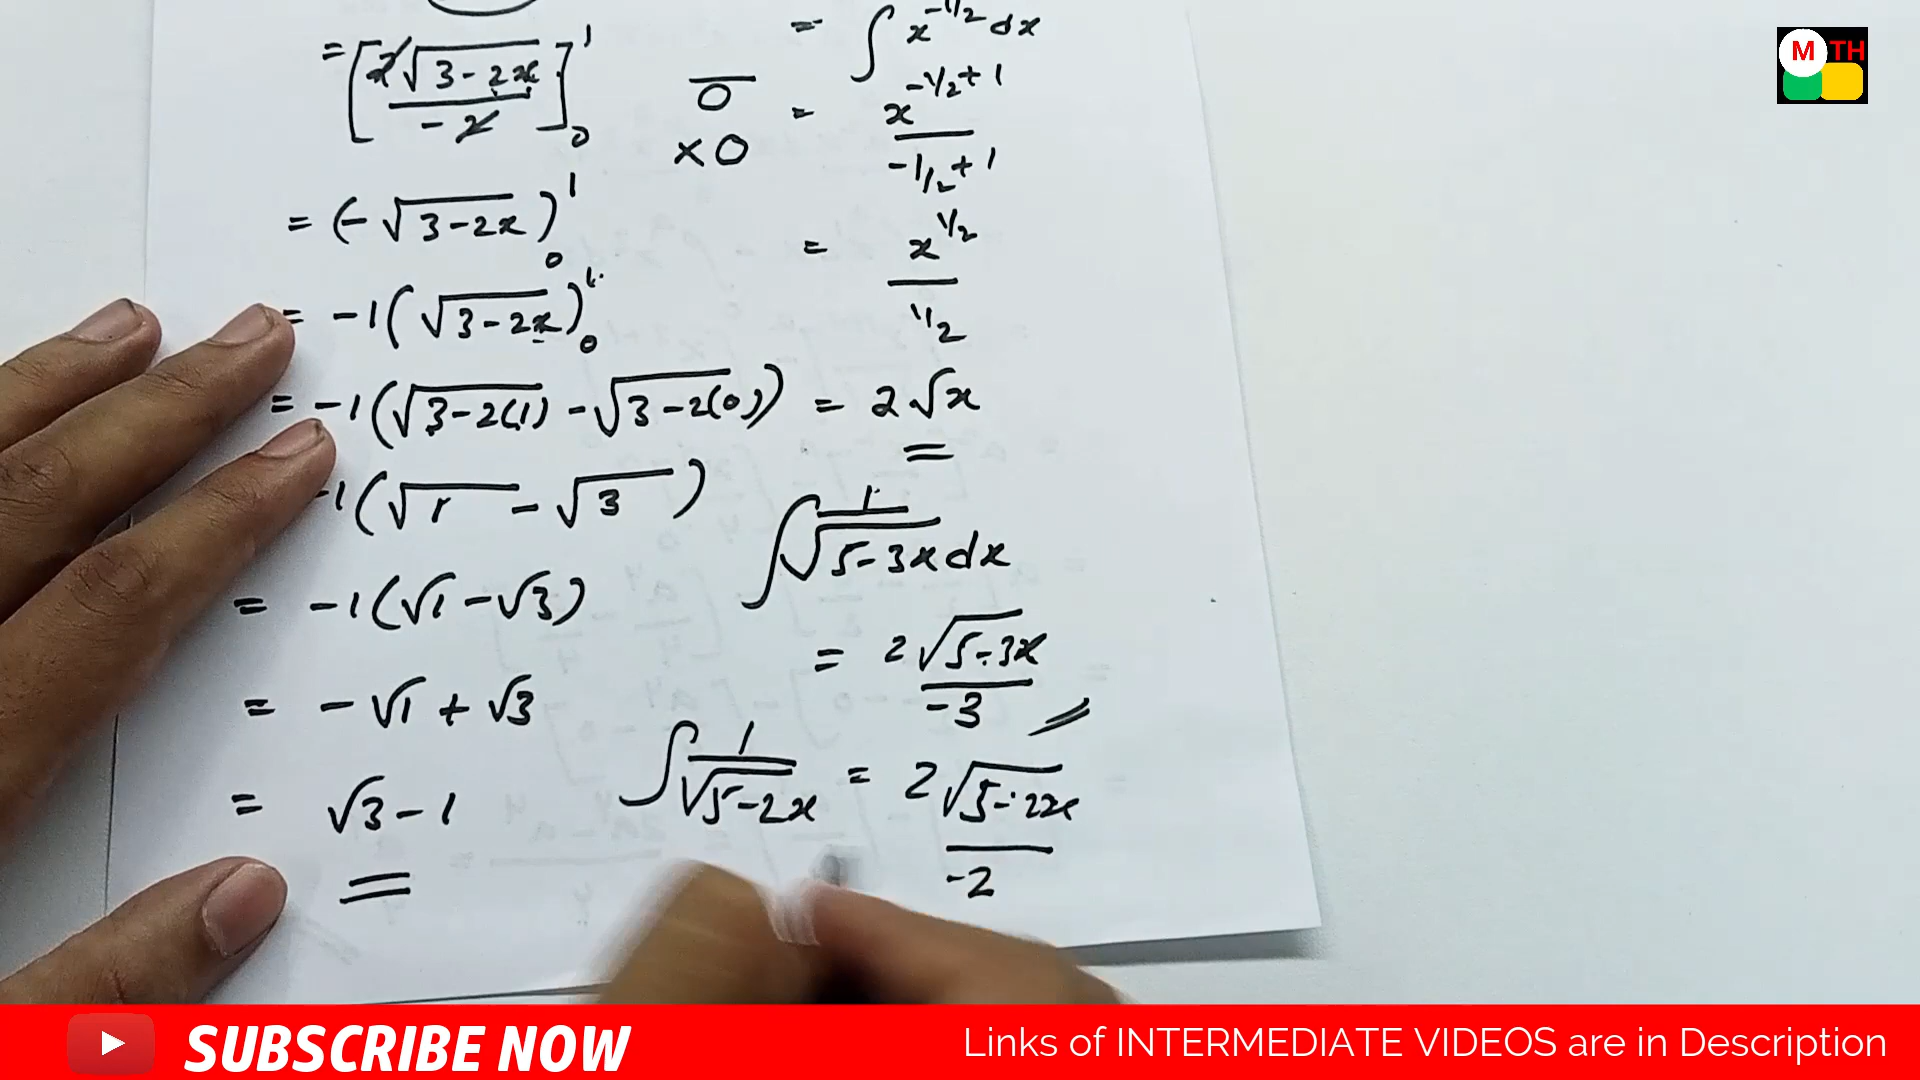 = [2√(3-2x) / -2]₀¹
= (-√(3-2x))₀¹
= -1(√(3-2x))₀¹
= -1(√(3-2(1)) - √(3-2(0)))
-1(√1 - √3)
= -1(√1-√3)
= -√1 + √3
= √3 - 1
0
×0
= ∫ x^(-1/2) dx
= x^(-1/2+1) / (-1/2+1)
= x^(1/2) / (1/2)
= 2√x
∫ 1/√(5-3x) dx
= 2√(5-3x) / -3
∫ 1/√(5-2x) = 2√(5-2x) / -2
M TH
SUBSCRIBE NOW
Links of INTERMEDIATE VIDEOS are in Description